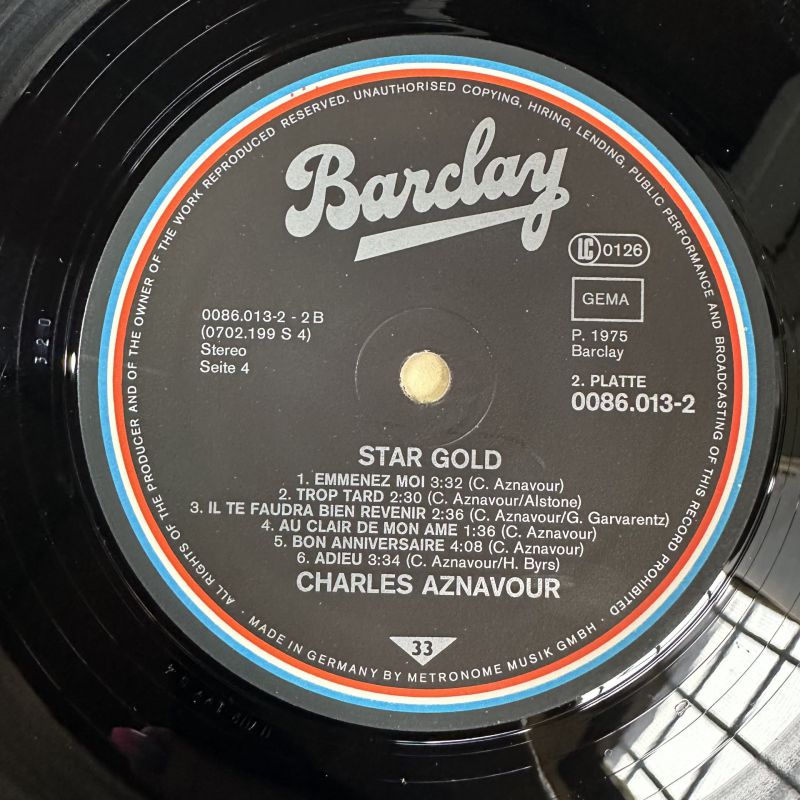 ALL RIGHTS OF THE PRODUCER AND OF THE OWNER OF THE WORK REPRODUCED RESERVED. UNAUTHORISED COPYING, HIRING, LENDING, PUBLIC PERFORMANCE AND BROADCASTING OF THIS RECORD PROHIBITED
Barclay
LC 0126
GEMA
0086.013-2 - 2 B
(0702.199 S 4)
Stereo
Seite 4
P. 1975
Barclay
2. PLATTE
0086.013-2
STAR GOLD
1. EMMENEZ MOI 3:32 (C. Aznavour)
2. TROP TARD 2:30 (C. Aznavour/Alstone)
3. IL TE FAUDRA BIEN REVENIR 2:36 (C. Aznavour/G. Garvarentz)
4. AU CLAIR DE MON AME 1:36 (C. Aznavour)
5. BON ANNIVERSAIRE 4:08 (C. Aznavour)
6. ADIEU 3:34 (C. Aznavour/H. Byrs)
CHARLES AZNAVOUR
33
· MADE IN GERMANY BY METRONOME MUSIK GMBH ·
320